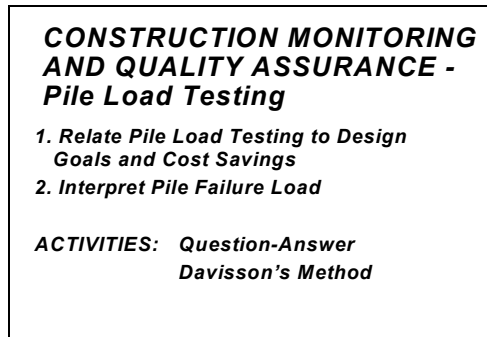 CONSTRUCTION MONITORING
AND QUALITY ASSURANCE -
Pile Load Testing
1. Relate Pile Load Testing to Design
Goals and Cost Savings
2. Interpret Pile Failure Load
ACTIVITIES: Question-Answer
Davisson's Method